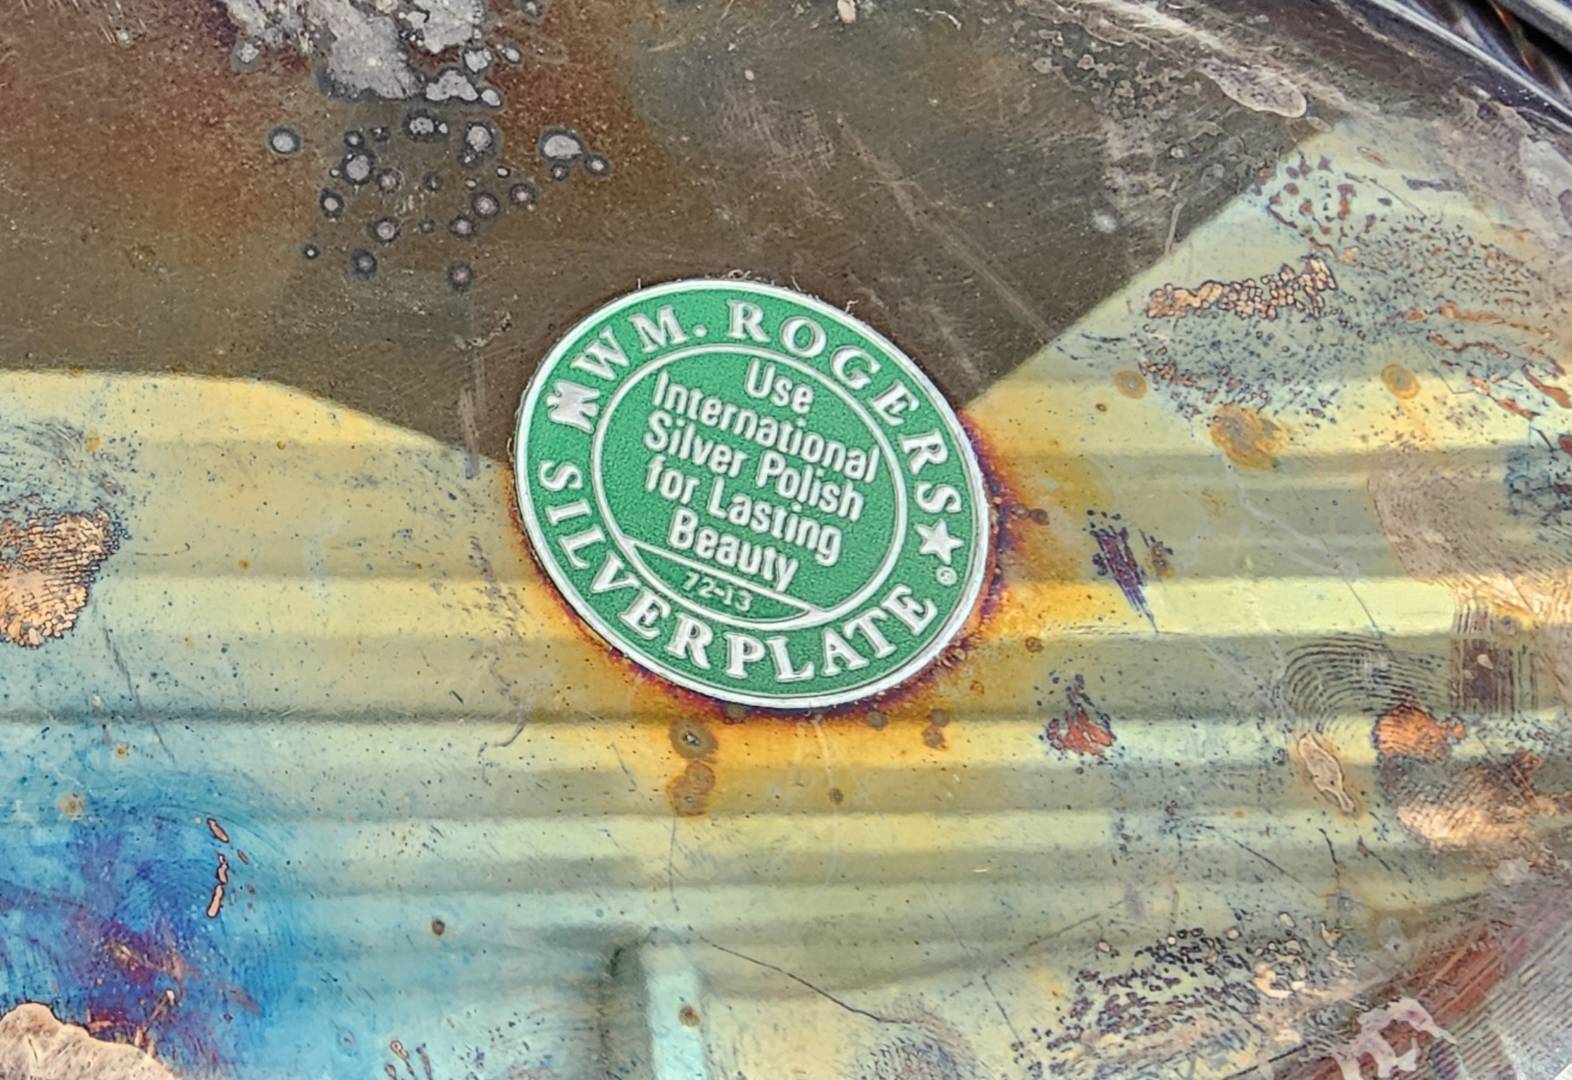 WM. ROGERS
Use
International
Silver Polish
for Lasting
Beauty
72-13
SILVERPLATE
®